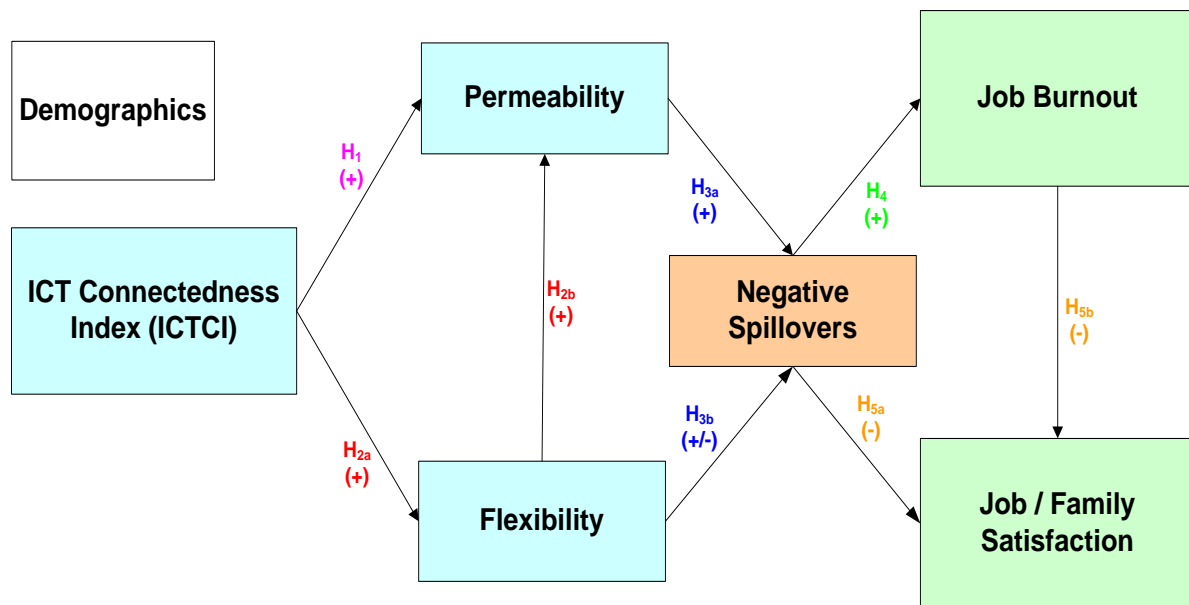 Demographics
ICT Connectedness
Index (ICTCI)
H1
(+)
H2a
(+)
Permeability
H2b
(+)
Flexibility
H3a
(+)
H3b
(+/-)
Negative
Spillovers
H4
(+)
H5a
(-)
Job Burnout
H5b
(-)
Job / Family
Satisfaction